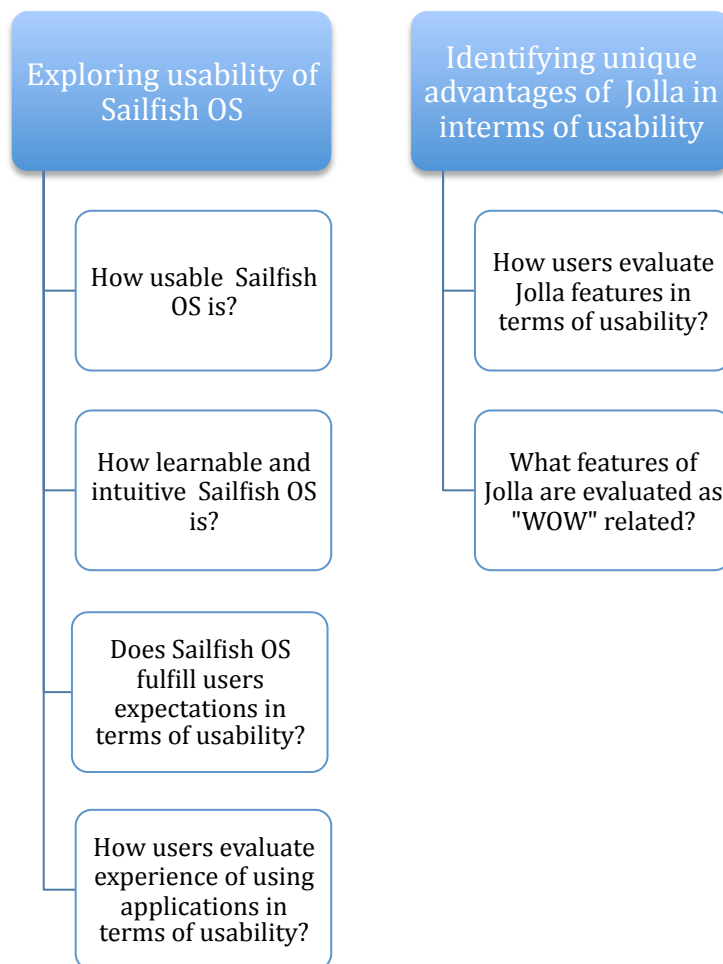 Exploring usability of
Sailfish OS
How usable  Sailfish
OS is?
How learnable and
intuitive  Sailfish OS
is?
Does Sailfish OS
fulfill users
expectations in
terms of usability?
How users evaluate
experience of using
applications in
terms of usability?
Identifying unique
advantages of  Jolla in
interms of usability
How users evaluate
Jolla features in
terms of usability?
What features of
Jolla are evaluated as
"WOW" related?